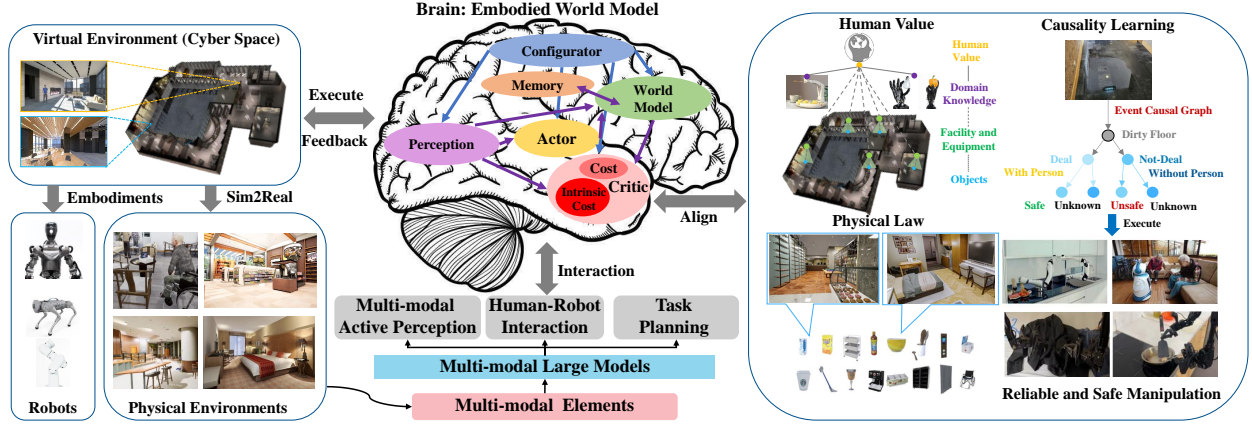 Brain: Embodied World Model
Virtual Environment (Cyber Space)
Execute
Feedback
Embodiments
Sim2Real
Robots
Physical Environments
Configurator
Memory
World
Model
Perception
Actor
Cost
Critic
Intrinsic
Cost
Interaction
Align
Multi-modal
Active Perception
Human-Robot
Interaction
Task
Planning
Multi-modal Large Models
Multi-modal Elements
Human Value
Human
Value
Domain
Knowledge
Facility and
Equipment
Objects
Physical Law
Causality Learning
Event Causal Graph
Dirty Floor
Deal
Not-Deal
With Person
Without Person
Safe
Unknown
Unsafe
Unknown
Execute
Reliable and Safe Manipulation